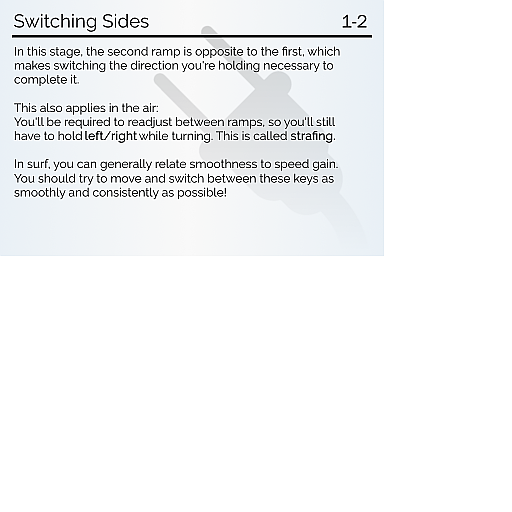 Switching Sides 1-2
In this stage, the second ramp is opposite to the first, which
makes switching the direction you're holding necessary to
complete it.
This also applies in the air:
You'll be required to readjust between ramps, so you'll still
have to hold left/right while turning. This is called strafing.
In surf, you can generally relate smoothness to speed gain.
You should try to move and switch between these keys as
smoothly and consistently as possible!